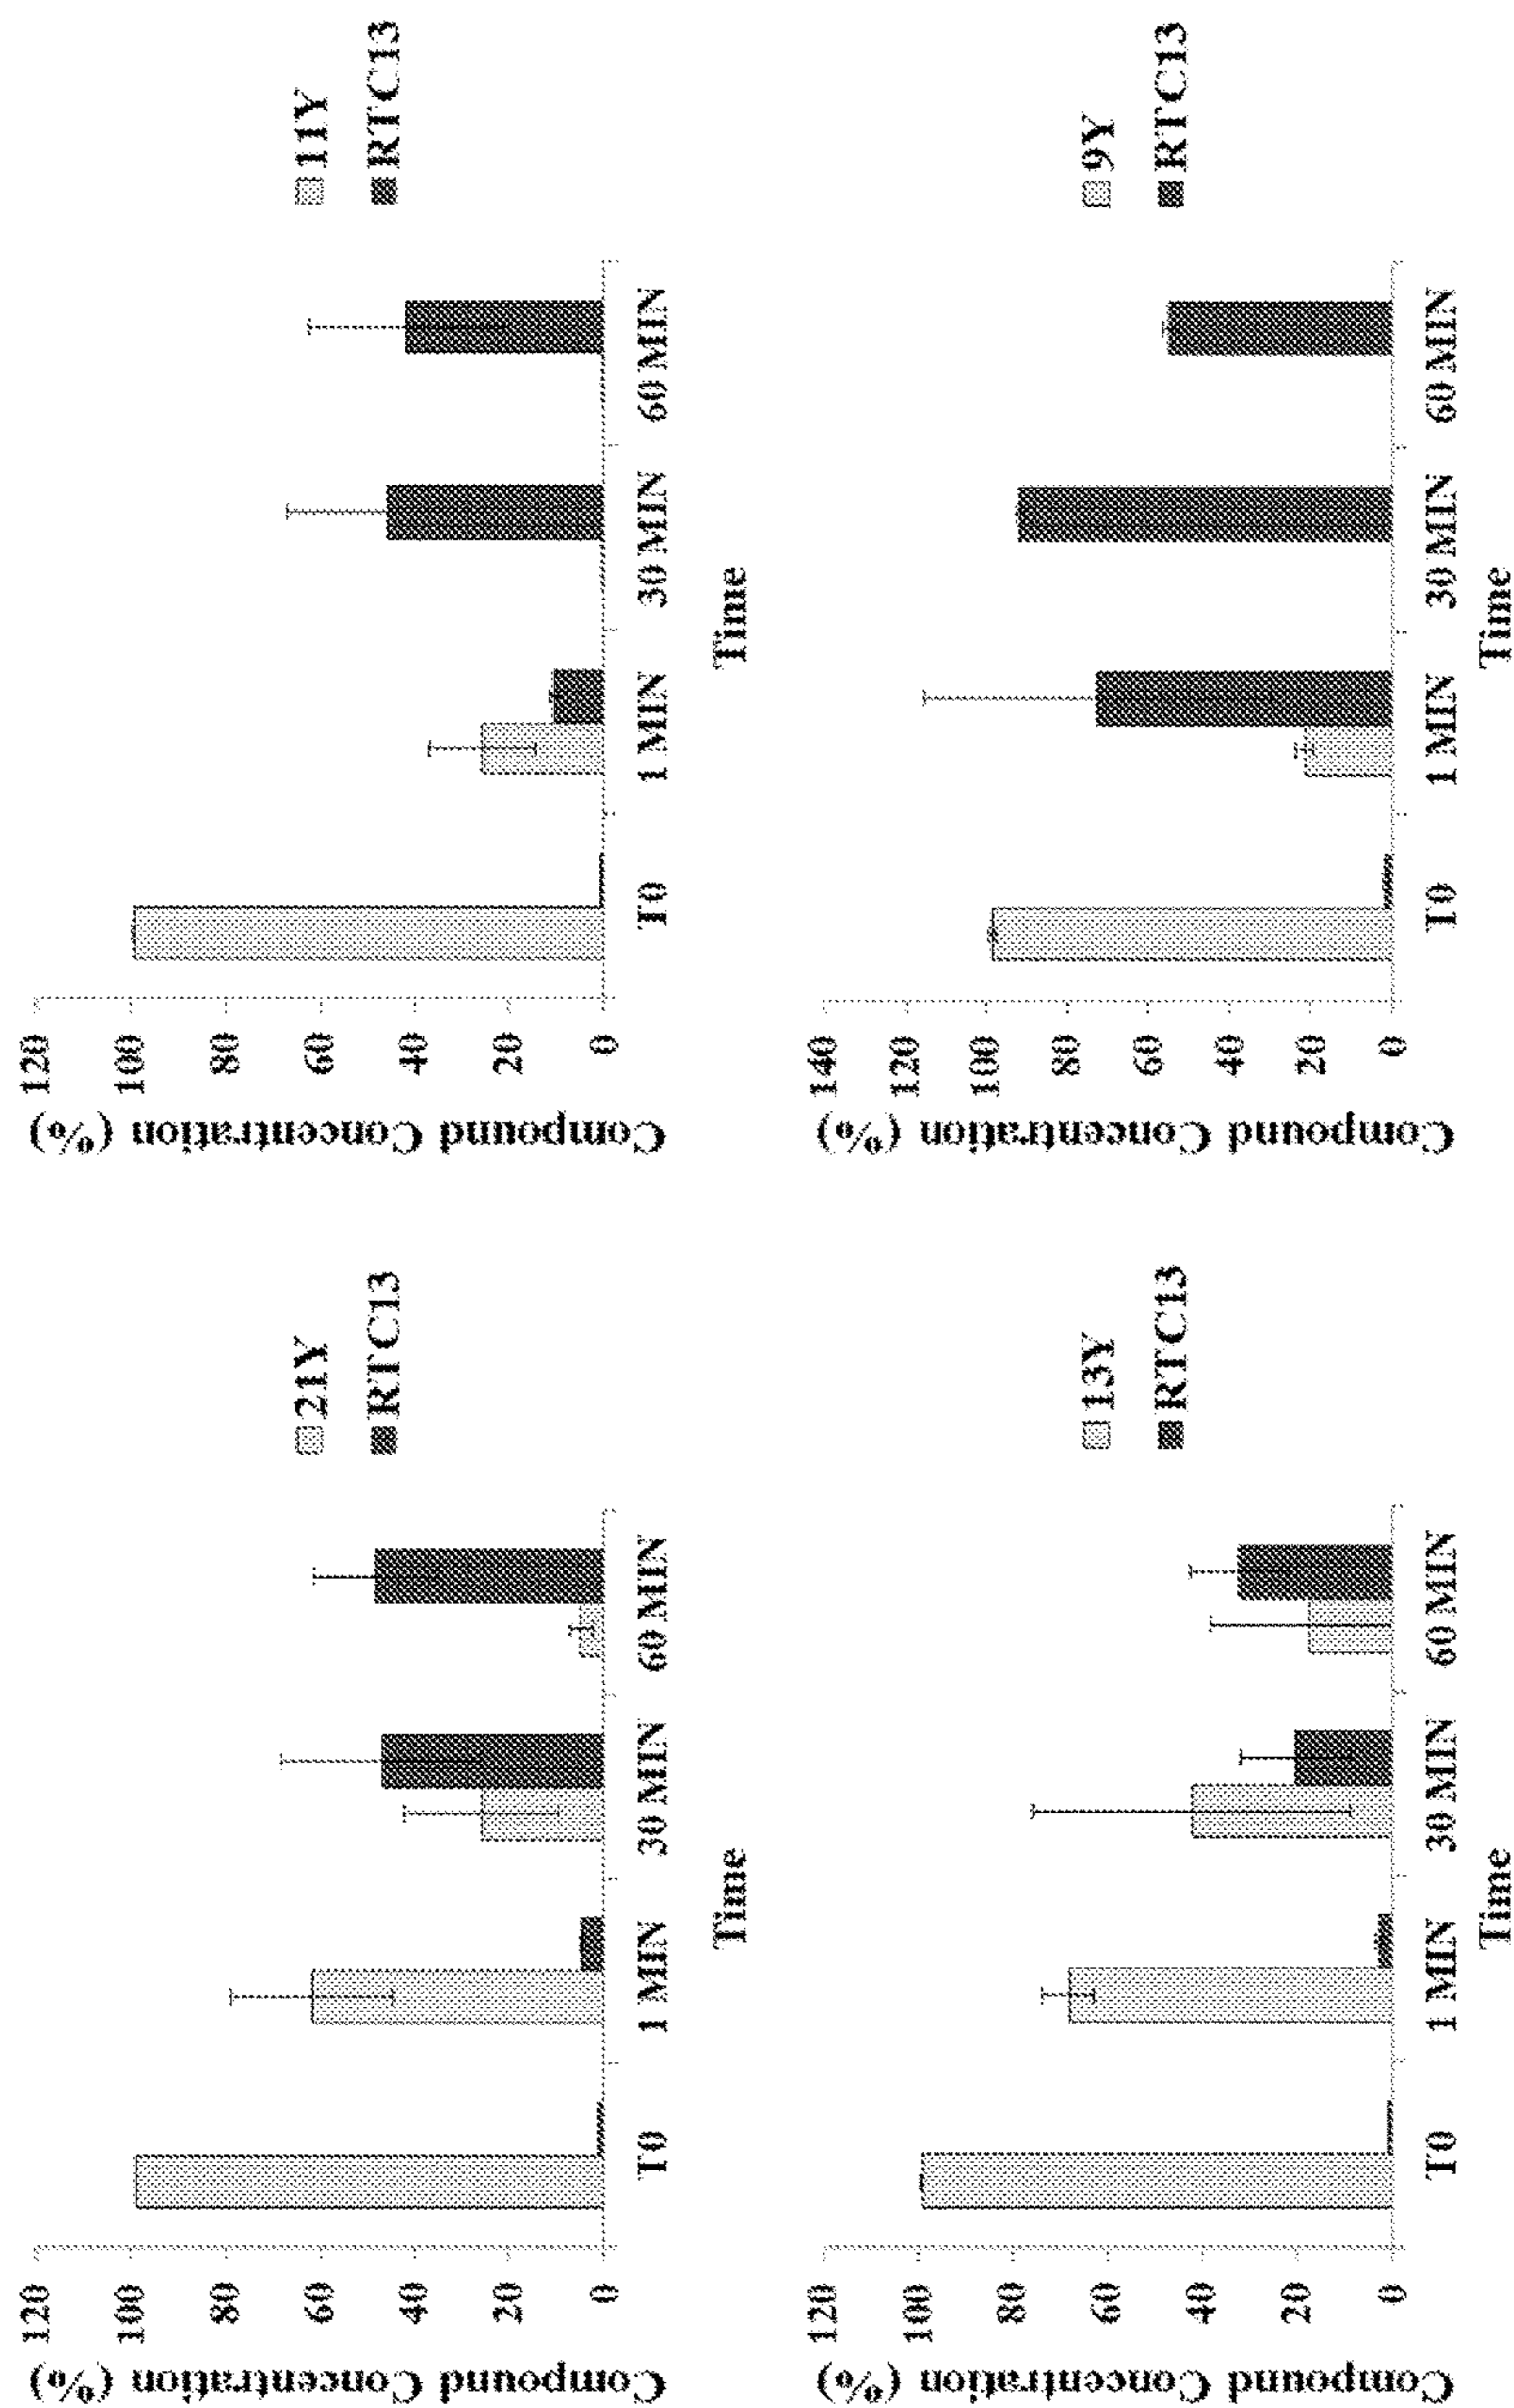 Compound Concentration (%)
120
100
80
60
40
20
0
T0
1 MIN
30 MIN
60 MIN
Time
21Y
RTC13
Compound Concentration (%)
120
100
80
60
40
20
0
T0
1 MIN
30 MIN
60 MIN
Time
11Y
RTC13
Compound Concentration (%)
120
100
80
60
40
20
0
T0
1 MIN
30 MIN
60 MIN
Time
13Y
RTC13
Compound Concentration (%)
140
120
100
80
60
40
20
0
T0
1 MIN
30 MIN
60 MIN
Time
9Y
RTC13